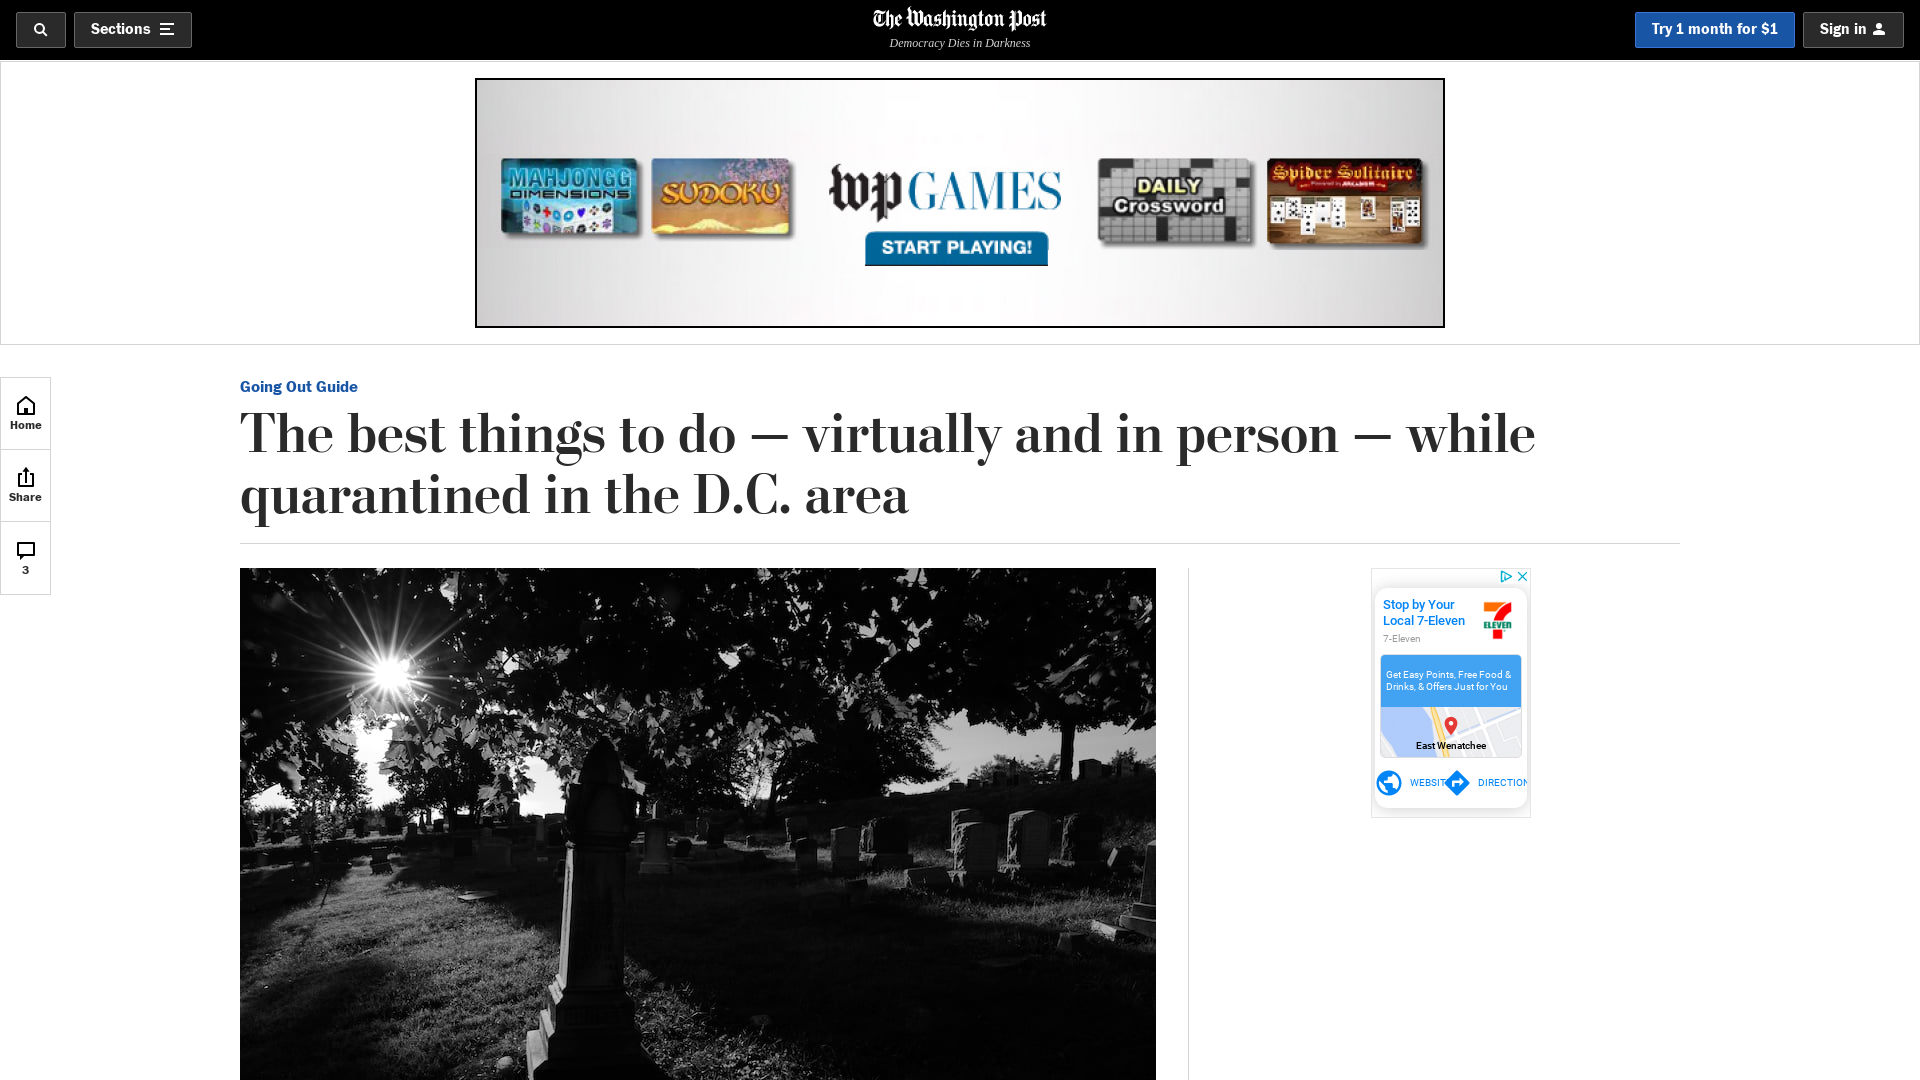 Sections
The Washington Post
Democracy Dies in Darkness
Try 1 month for $1
Sign in
MAHJONGG
DIMENSIONS
SUDOKU
wp GAMES
START PLAYING!
DAILY
Crossword
Spider Solitaire
Home
Share
3
Going Out Guide
The best things to do — virtually and in person — while
quarantined in the D.C. area
Stop by Your
Local 7-Eleven
7-Eleven
ELEVEN
Get Easy Points, Free Food &
Drinks, & Offers Just for You
East Wenatchee
WEBSIT
DIRECTION